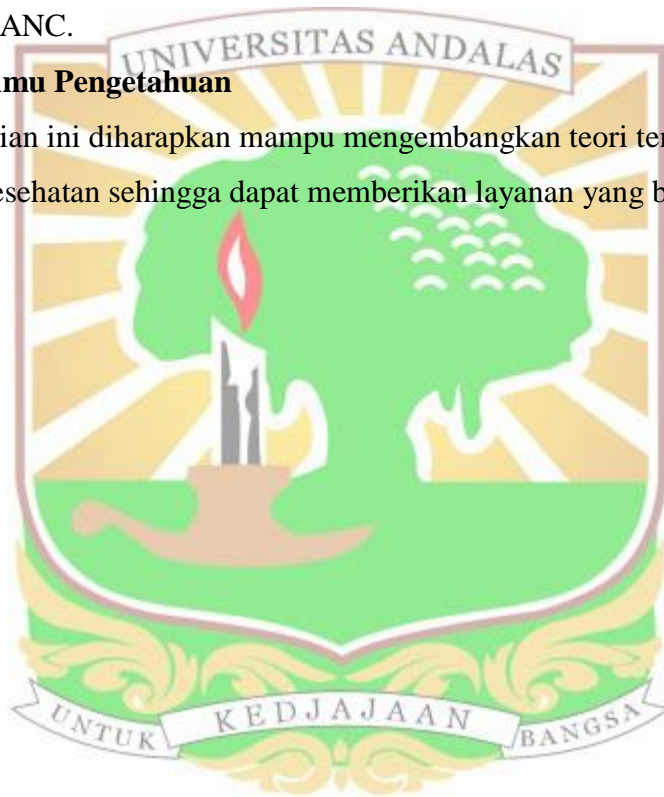 ANC.
UNIVERSITAS ANDALAS
mu Pengetahuan
ian ini diharapkan mampu mengembangkan teori ter
esehatan sehingga dapat memberikan layanan yang b
UNTUK KEDJAJAAN BANGSA